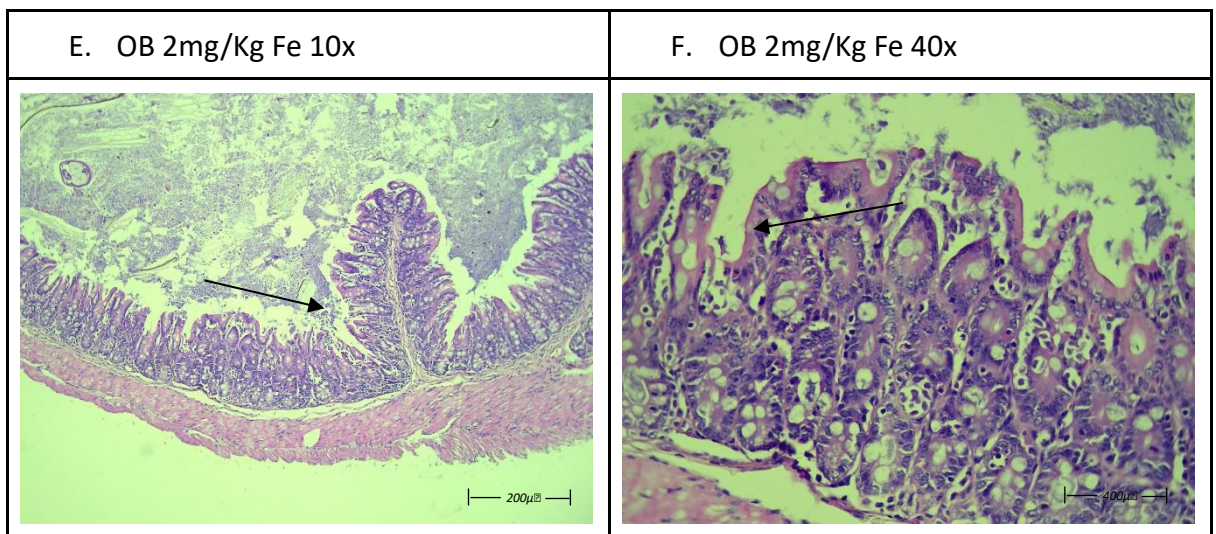 E. OB 2mg/Kg Fe 10x
F. OB 2mg/Kg Fe 40x
200µ⍰
400µ⍰